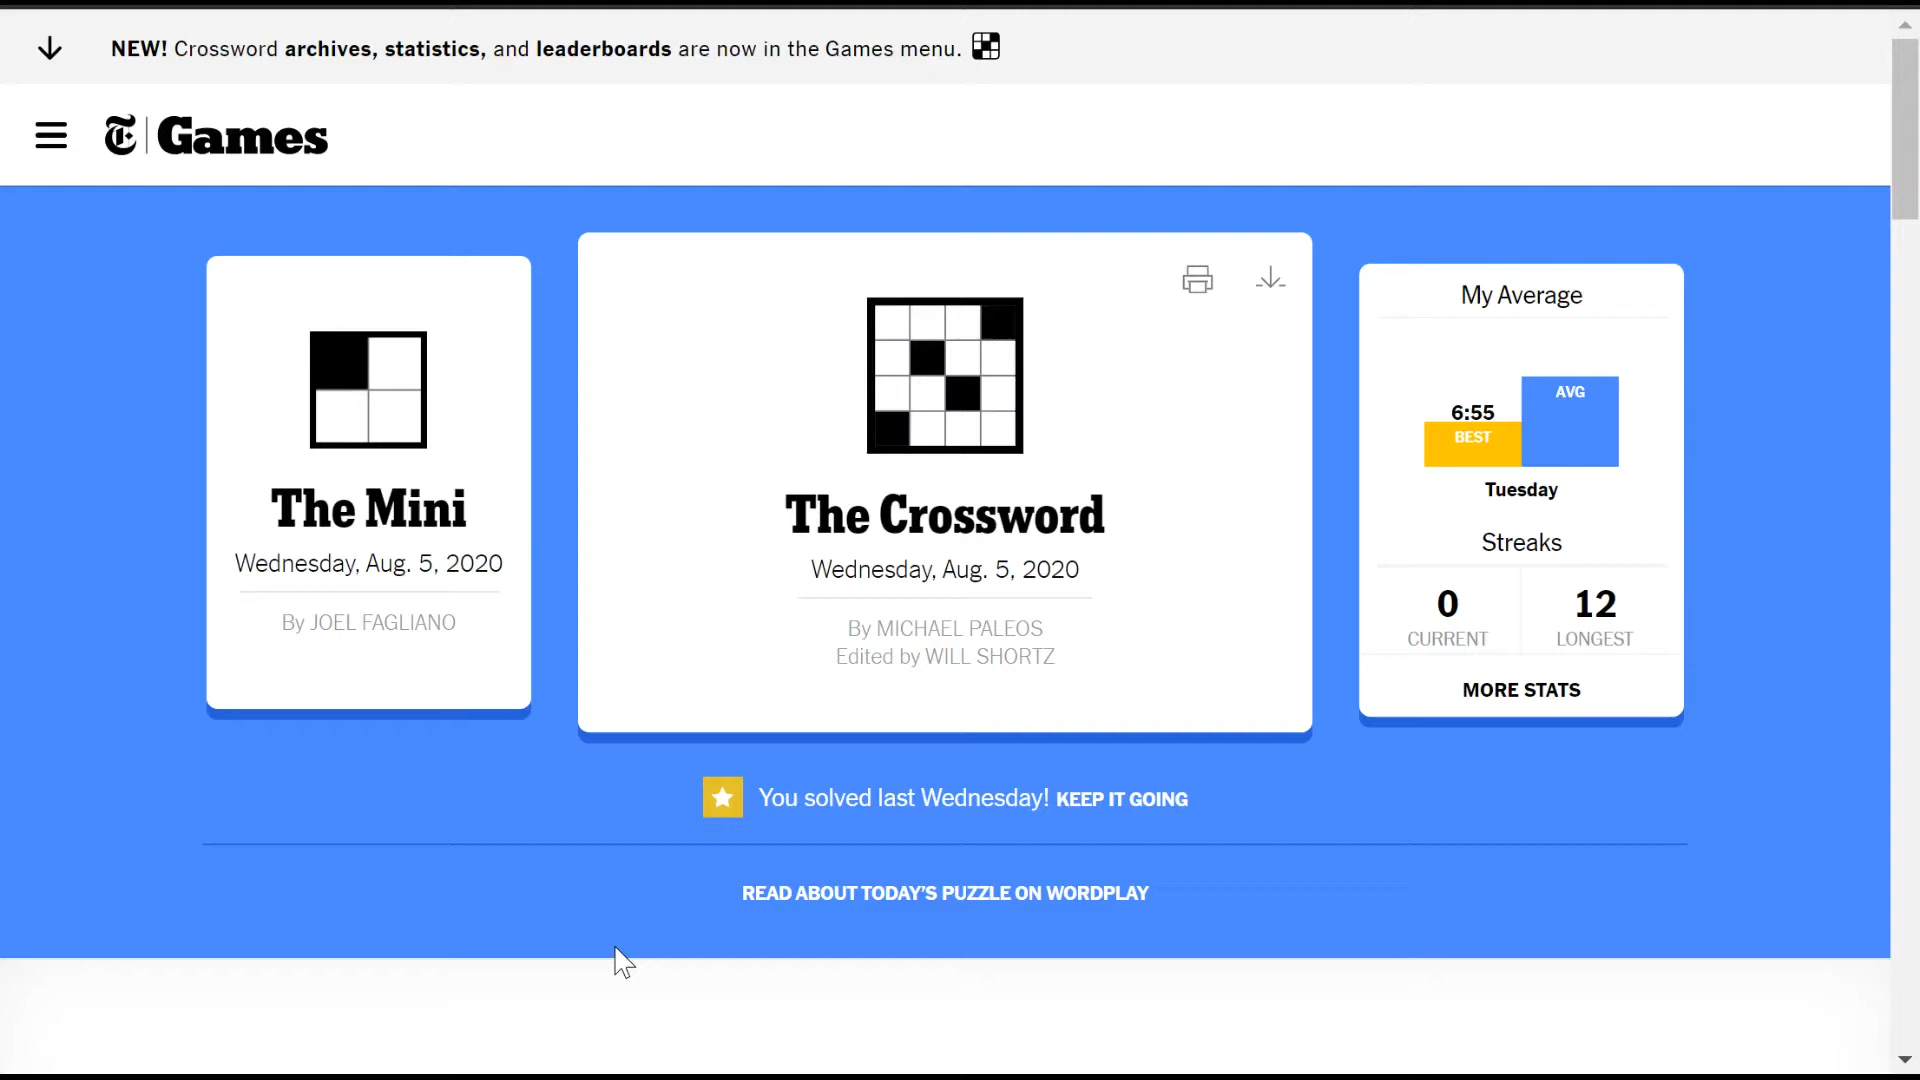 NEW! Crossword archives, statistics, and leaderboards are now in the Games menu.
T Games
The Mini
Wednesday, Aug. 5, 2020
By JOEL FAGLIANO
The Crossword
Wednesday, Aug. 5, 2020
By MICHAEL PALEOS
Edited by WILL SHORTZ
My Average
6:55
BEST
AVG
Tuesday
Streaks
0
CURRENT
12
LONGEST
MORE STATS
You solved last Wednesday! KEEP IT GOING
READ ABOUT TODAY'S PUZZLE ON WORDPLAY